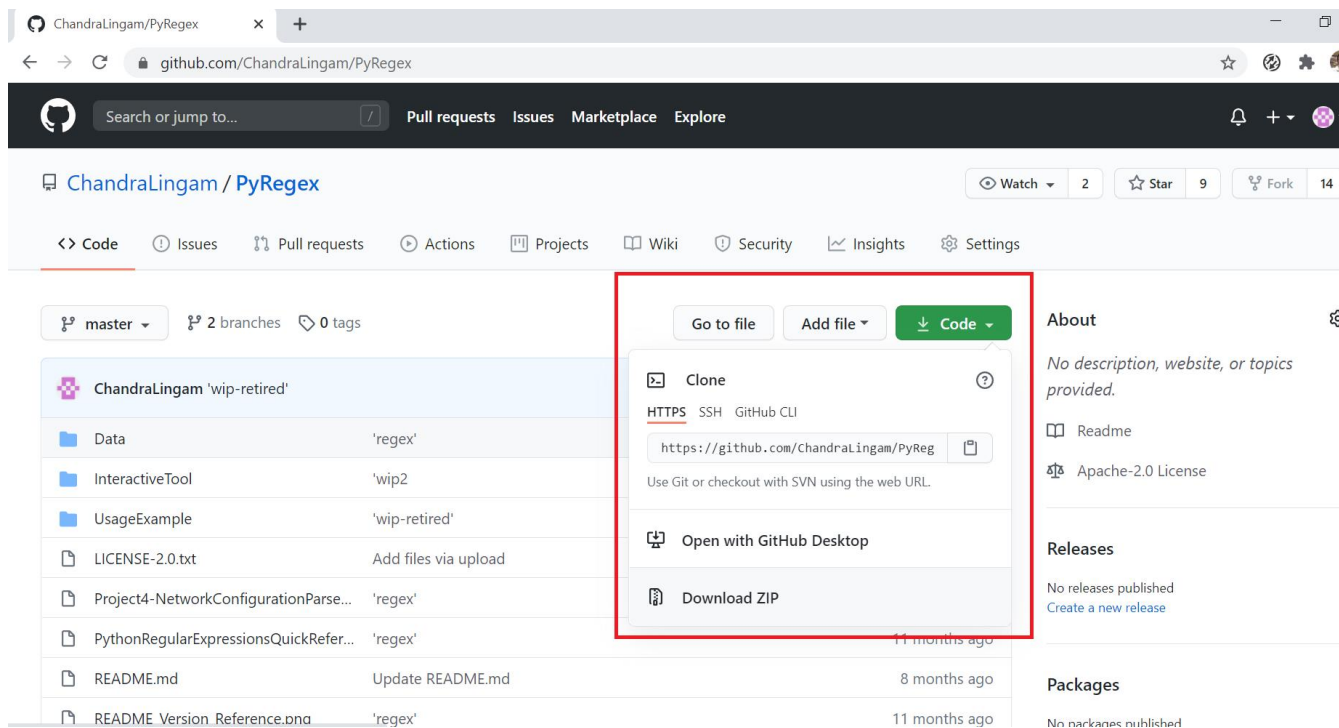 ChandraLingam/PyRegex
github.com/ChandraLingam/PyRegex
Search or jump to... / Pull requests Issues Marketplace Explore
ChandraLingam / PyRegex Watch 2 Star 9 Fork 14
<> Code Issues Pull requests Actions Projects Wiki Security Insights Settings
master 2 branches 0 tags Go to file Add file Code
ChandraLingam 'wip-retired'
Data 'regex'
InteractiveTool 'wip2
UsageExample 'wip-retired'
LICENSE-2.0.txt Add files via upload
Project4-NetworkConfigurationParse... 'regex'
PythonRegularExpressionsQuickRefer... 'regex' 11 months ago
README.md Update README.md 8 months ago
README_Version_Reference.png 'regex' 11 months ago
Clone
HTTPS SSH GitHub CLI
https://github.com/ChandraLingam/PyReg
Use Git or checkout with SVN using the web URL.
Open with GitHub Desktop
Download ZIP
About
No description, website, or topics
provided.
Readme
Apache-2.0 License
Releases
No releases published
Create a new release
Packages
No packages published